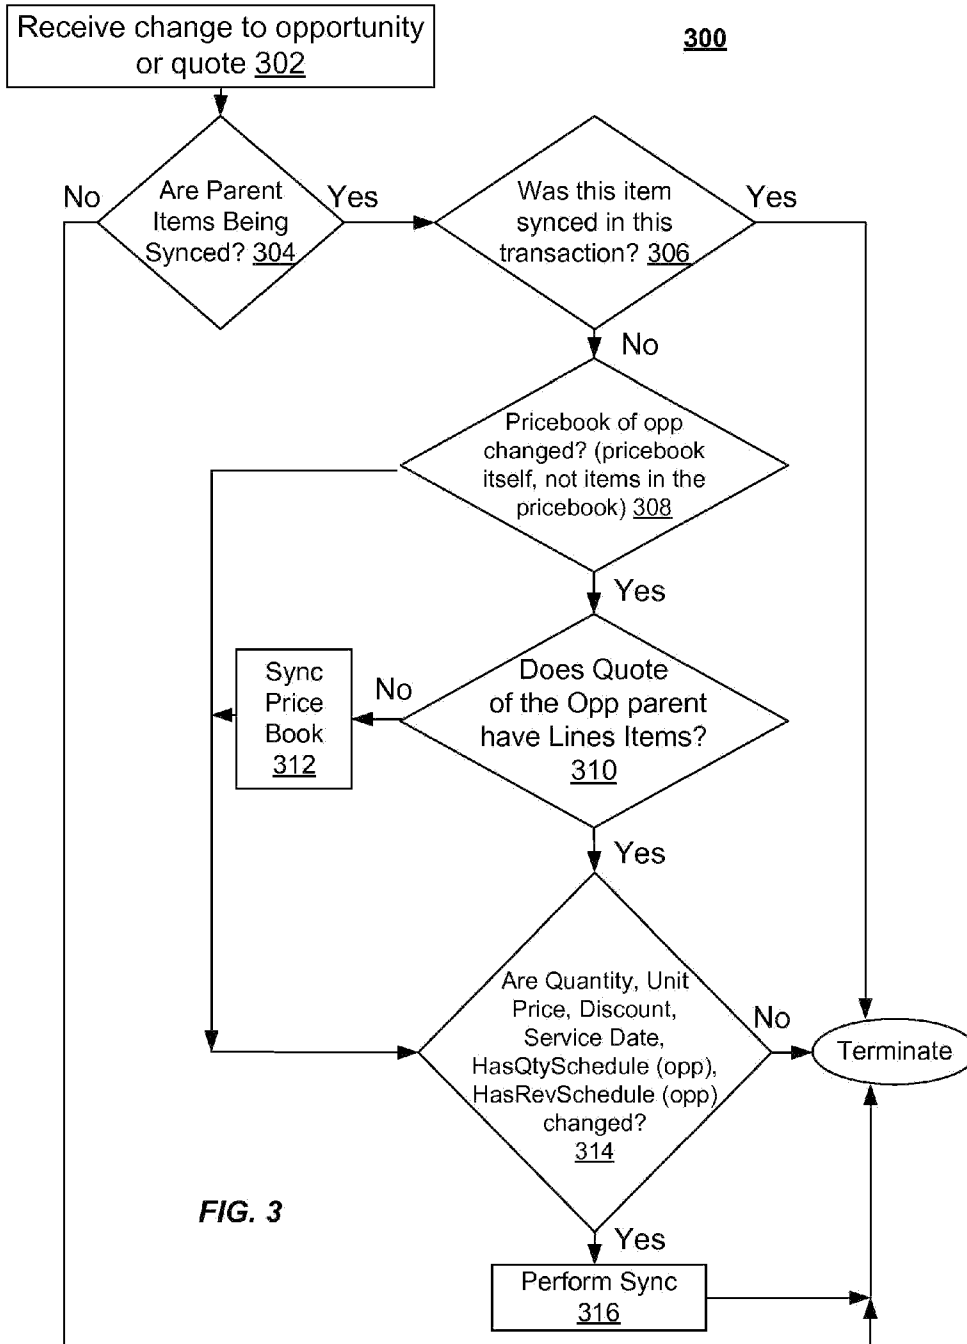 Receive change to opportunity
or quote 302
300
No
Are Parent
Items Being
Synced? 304
Yes
Was this item
synced in this
transaction? 306
Yes
No
Pricebook of opp
changed? (pricebook
itself, not items in the
pricebook) 308
Yes
Does Quote
of the Opp parent
have Lines Items?
310
No
Sync
Price
Book
312
Yes
Are Quantity, Unit
Price, Discount,
Service Date,
HasQtySchedule (opp),
HasRevSchedule (opp)
changed?
314
No
Terminate
FIG. 3
Yes
Perform Sync
316